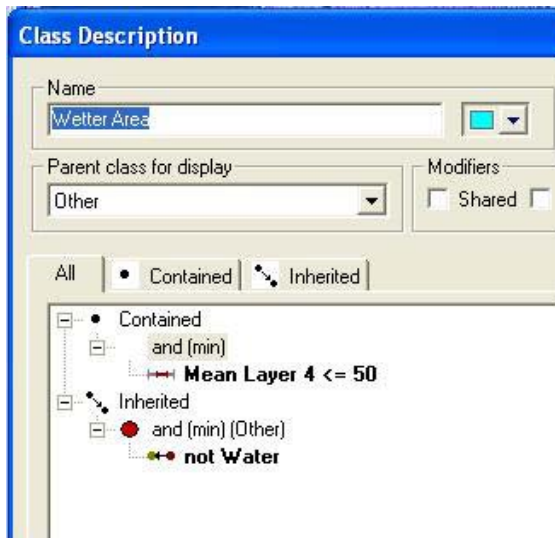 Class Description
Name
Wetter Area
Parent class for display
Other
Modifiers
Shared
All
Contained
Inherited
Contained
and (min)
Mean Layer 4 <= 50
Inherited
and (min) (Other)
not Water